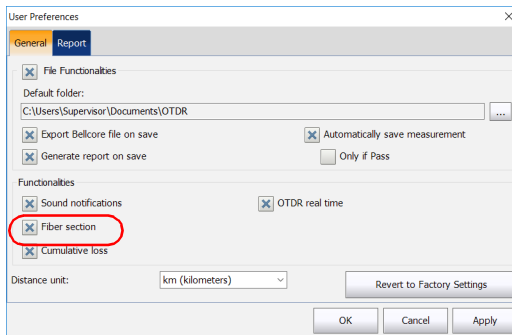 User Preferences
General Report
File Functionalities
Default folder:
C:\Users\Supervisor\Documents\OTDR ...
Export Bellcore file on save Automatically save measurement
Generate report on save Only if Pass
Functionalities
Sound notifications OTDR real time
Fiber section
Cumulative loss
Distance unit: km (kilometers) Revert to Factory Settings
OK Cancel Apply